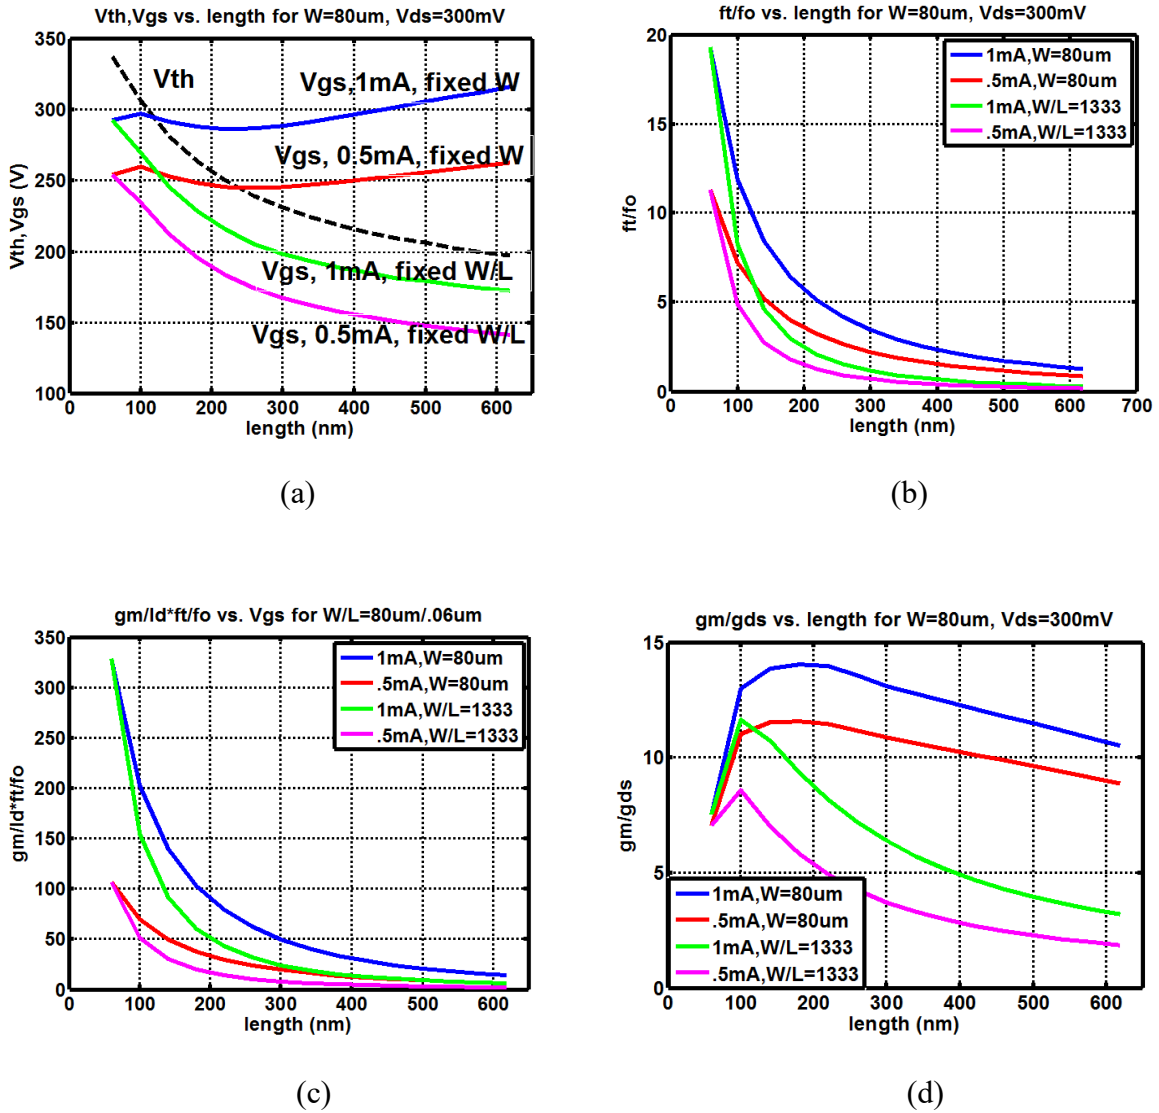 Vth,Vgs vs. length for W=80um, Vds=300mV
350
300
250
200
150
100
0
100
200
300
400
500
600
Vth,Vgs (V)
length (nm)
Vth
Vgs,1mA, fixed W
Vgs, 0.5mA, fixed W
Vgs, 1mA, fixed W/L
Vgs, 0.5mA, fixed W/L
(a)
ft/fo vs. length for W=80um, Vds=300mV
20
15
10
5
0
0
100
200
300
400
500
600
700
ft/fo
length (nm)
1mA,W=80um
.5mA,W=80um
1mA,W/L=1333
.5mA,W/L=1333
(b)
gm/Id*ft/fo vs. Vgs for W/L=80um/.06um
350
300
250
200
150
100
50
0
0
100
200
300
400
500
600
gm/Id*ft/fo
length (nm)
1mA,W=80um
.5mA,W=80um
1mA,W/L=1333
.5mA,W/L=1333
(c)
gm/gds vs. length for W=80um, Vds=300mV
15
10
5
0
0
100
200
300
400
500
600
gm/gds
length (nm)
1mA,W=80um
.5mA,W=80um
1mA,W/L=1333
.5mA,W/L=1333
(d)